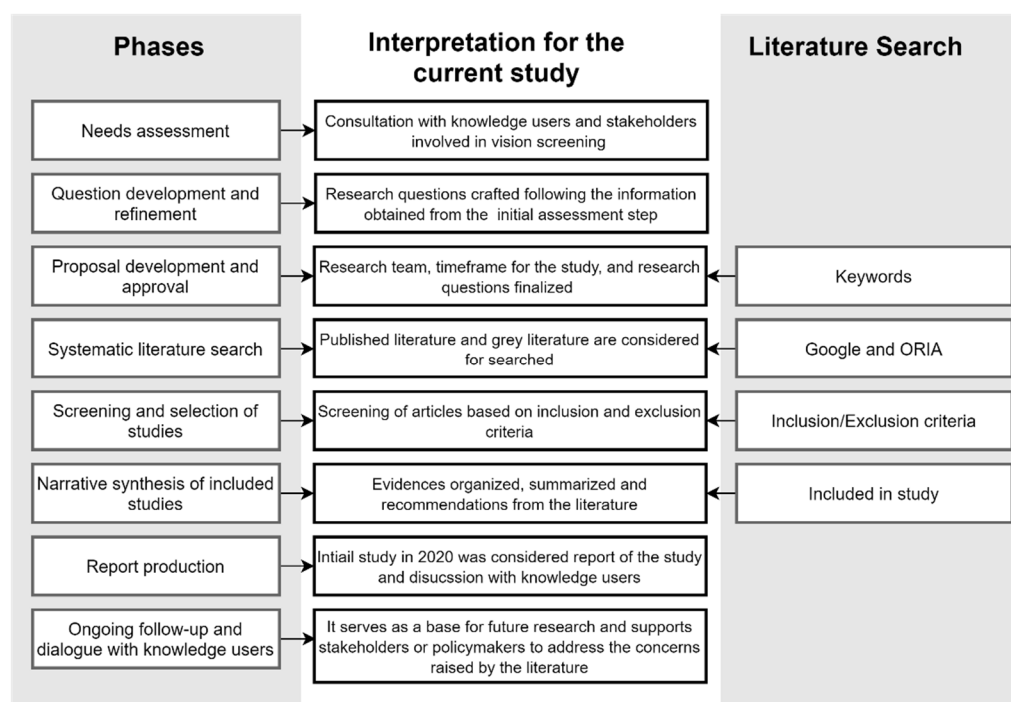 Phases
Interpretation for the
current study
Literature Search
Needs assessment
Consultation with knowledge users and stakeholders
involved in vision screening
Question development and
refinement
Research questions crafted following the information
obtained from the initial assessment step
Proposal development and
approval
Research team, timeframe for the study, and research
questions finalized
Keywords
Systematic literature search
Published literature and grey literature are considered
for searched
Google and ORIA
Screening and selection of
studies
Screening of articles based on inclusion and exclusion
criteria
Inclusion/Exclusion criteria
Narrative synthesis of included
studies
Evidences organized, summarized and
recommendations from the literature
Included in study
Report production
Intiail study in 2020 was considered report of the study
and disucssion with knowledge users
Ongoing follow-up and
dialogue with knowledge users
It serves as a base for future research and supports
stakeholders or policymakers to address the concerns
raised by the literature